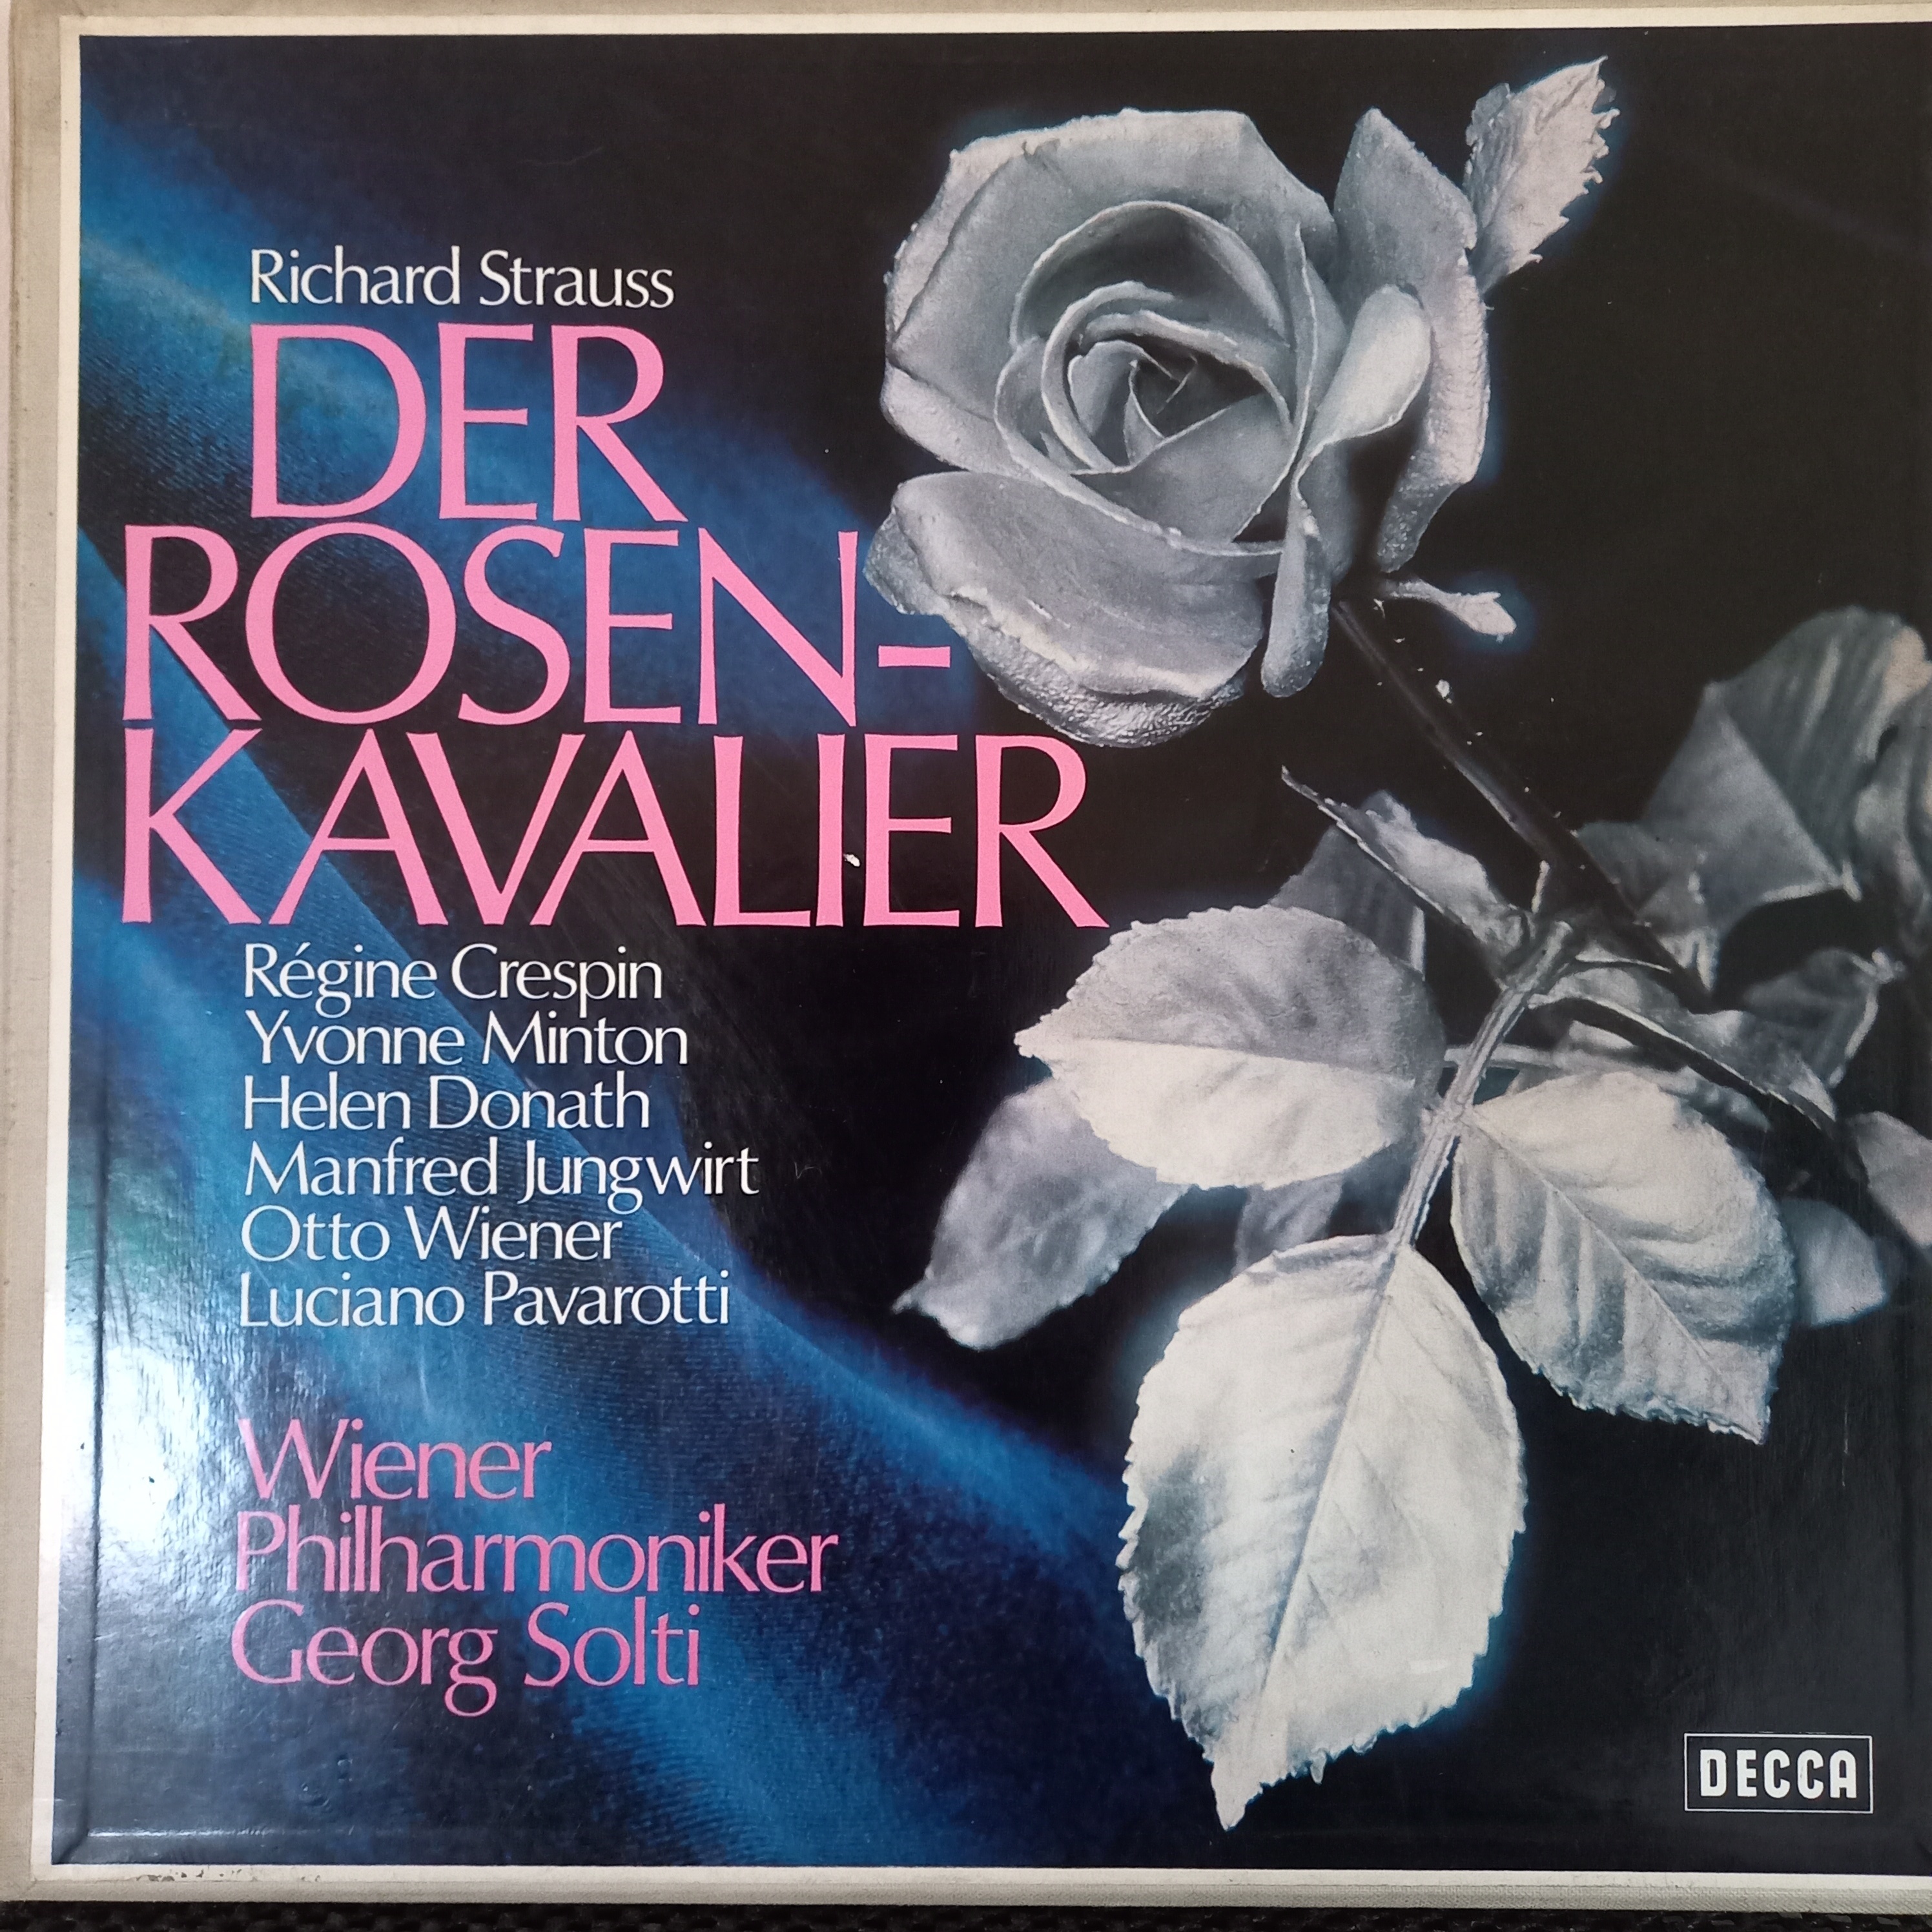 Richard Strauss
DER
ROSEN-
KAVALIER
Régine Crespin
Yvonne Minton
Helen Donath
Manfred Jungwirt
Otto Wiener
Luciano Pavarotti
Wiener
Philharmoniker
Georg Solti
DECCA